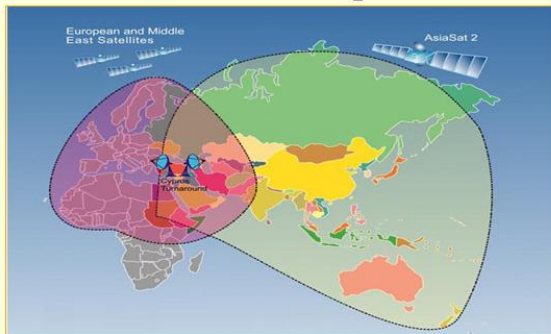 European and Middle
East Satellites
AsiaSat 2
Cyprus
Turnaround